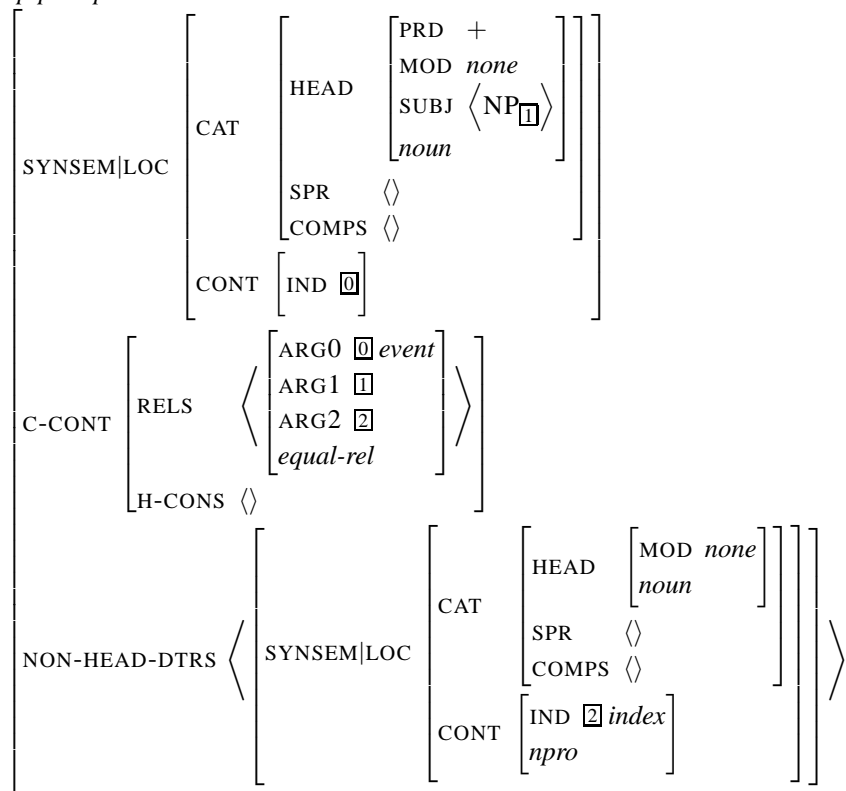 PRD +
MOD none
HEAD
SUBJ ⟨NP[1]⟩
CAT
noun
SYNSEM|LOC
SPR ⟨⟩
COMPS ⟨⟩
CONT [IND [0]]
ARG0 [0] event
ARG1 [1]
RELS
ARG2 [2]
C-CONT
equal-rel
H-CONS ⟨⟩
MOD none
HEAD
noun
CAT
SPR ⟨⟩
NON-HEAD-DTRS ⟨ SYNSEM|LOC ⟩
COMPS ⟨⟩
IND [2] index
CONT
npro